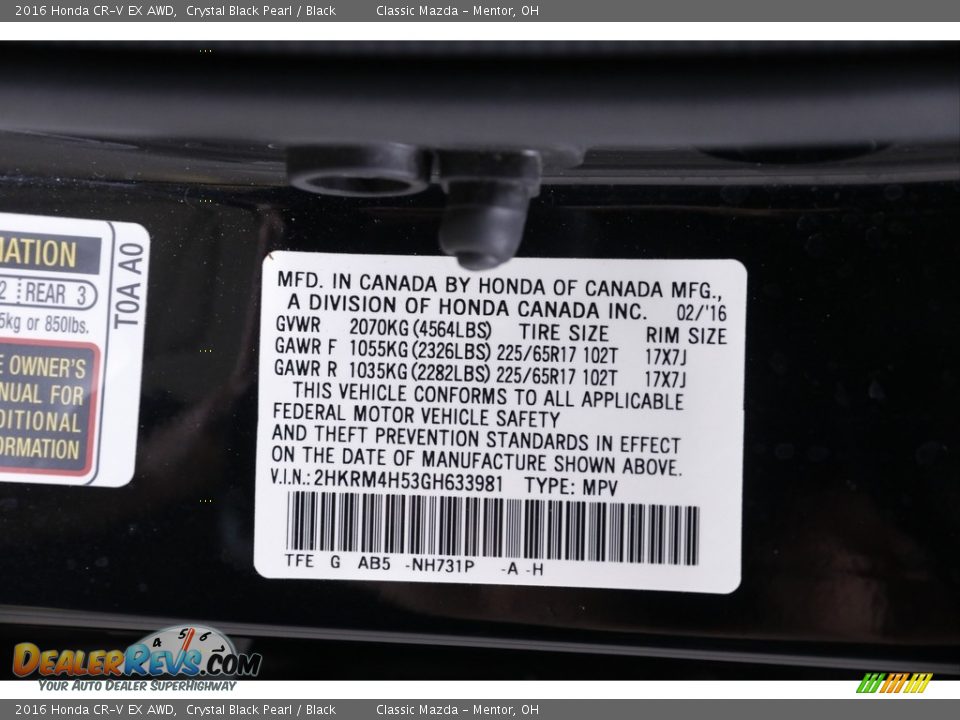 2016 Honda CR-V EX AWD, Crystal Black Pearl / Black Classic Mazda - Mentor, OH
MATION
2 REAR 3
5kg or 850lbs.
E OWNER'S
NUAL FOR
DITIONAL
ORMATION
T0A A0
MFD. IN CANADA BY HONDA OF CANADA MFG.,
A DIVISION OF HONDA CANADA INC. 02/'16
GVWR 2070KG(4564LBS) TIRE SIZE RIM SIZE
GAWR F 1055KG(2326LBS) 225/65R17 102T 17X7J
GAWR R 1035KG(2282LBS) 225/65R17 102T 17X7J
THIS VEHICLE CONFORMS TO ALL APPLICABLE
FEDERAL MOTOR VEHICLE SAFETY
AND THEFT PREVENTION STANDARDS IN EFFECT
ON THE DATE OF MANUFACTURE SHOWN ABOVE.
V.I.N.: 2HKRM4H53GH633981 TYPE: MPV
TFE G AB5 -NH731P -A -H
4 5 6
DEALERREVS.COM
YOUR AUTO DEALER SUPERHIGHWAY
2016 Honda CR-V EX AWD, Crystal Black Pearl / Black Classic Mazda - Mentor, OH